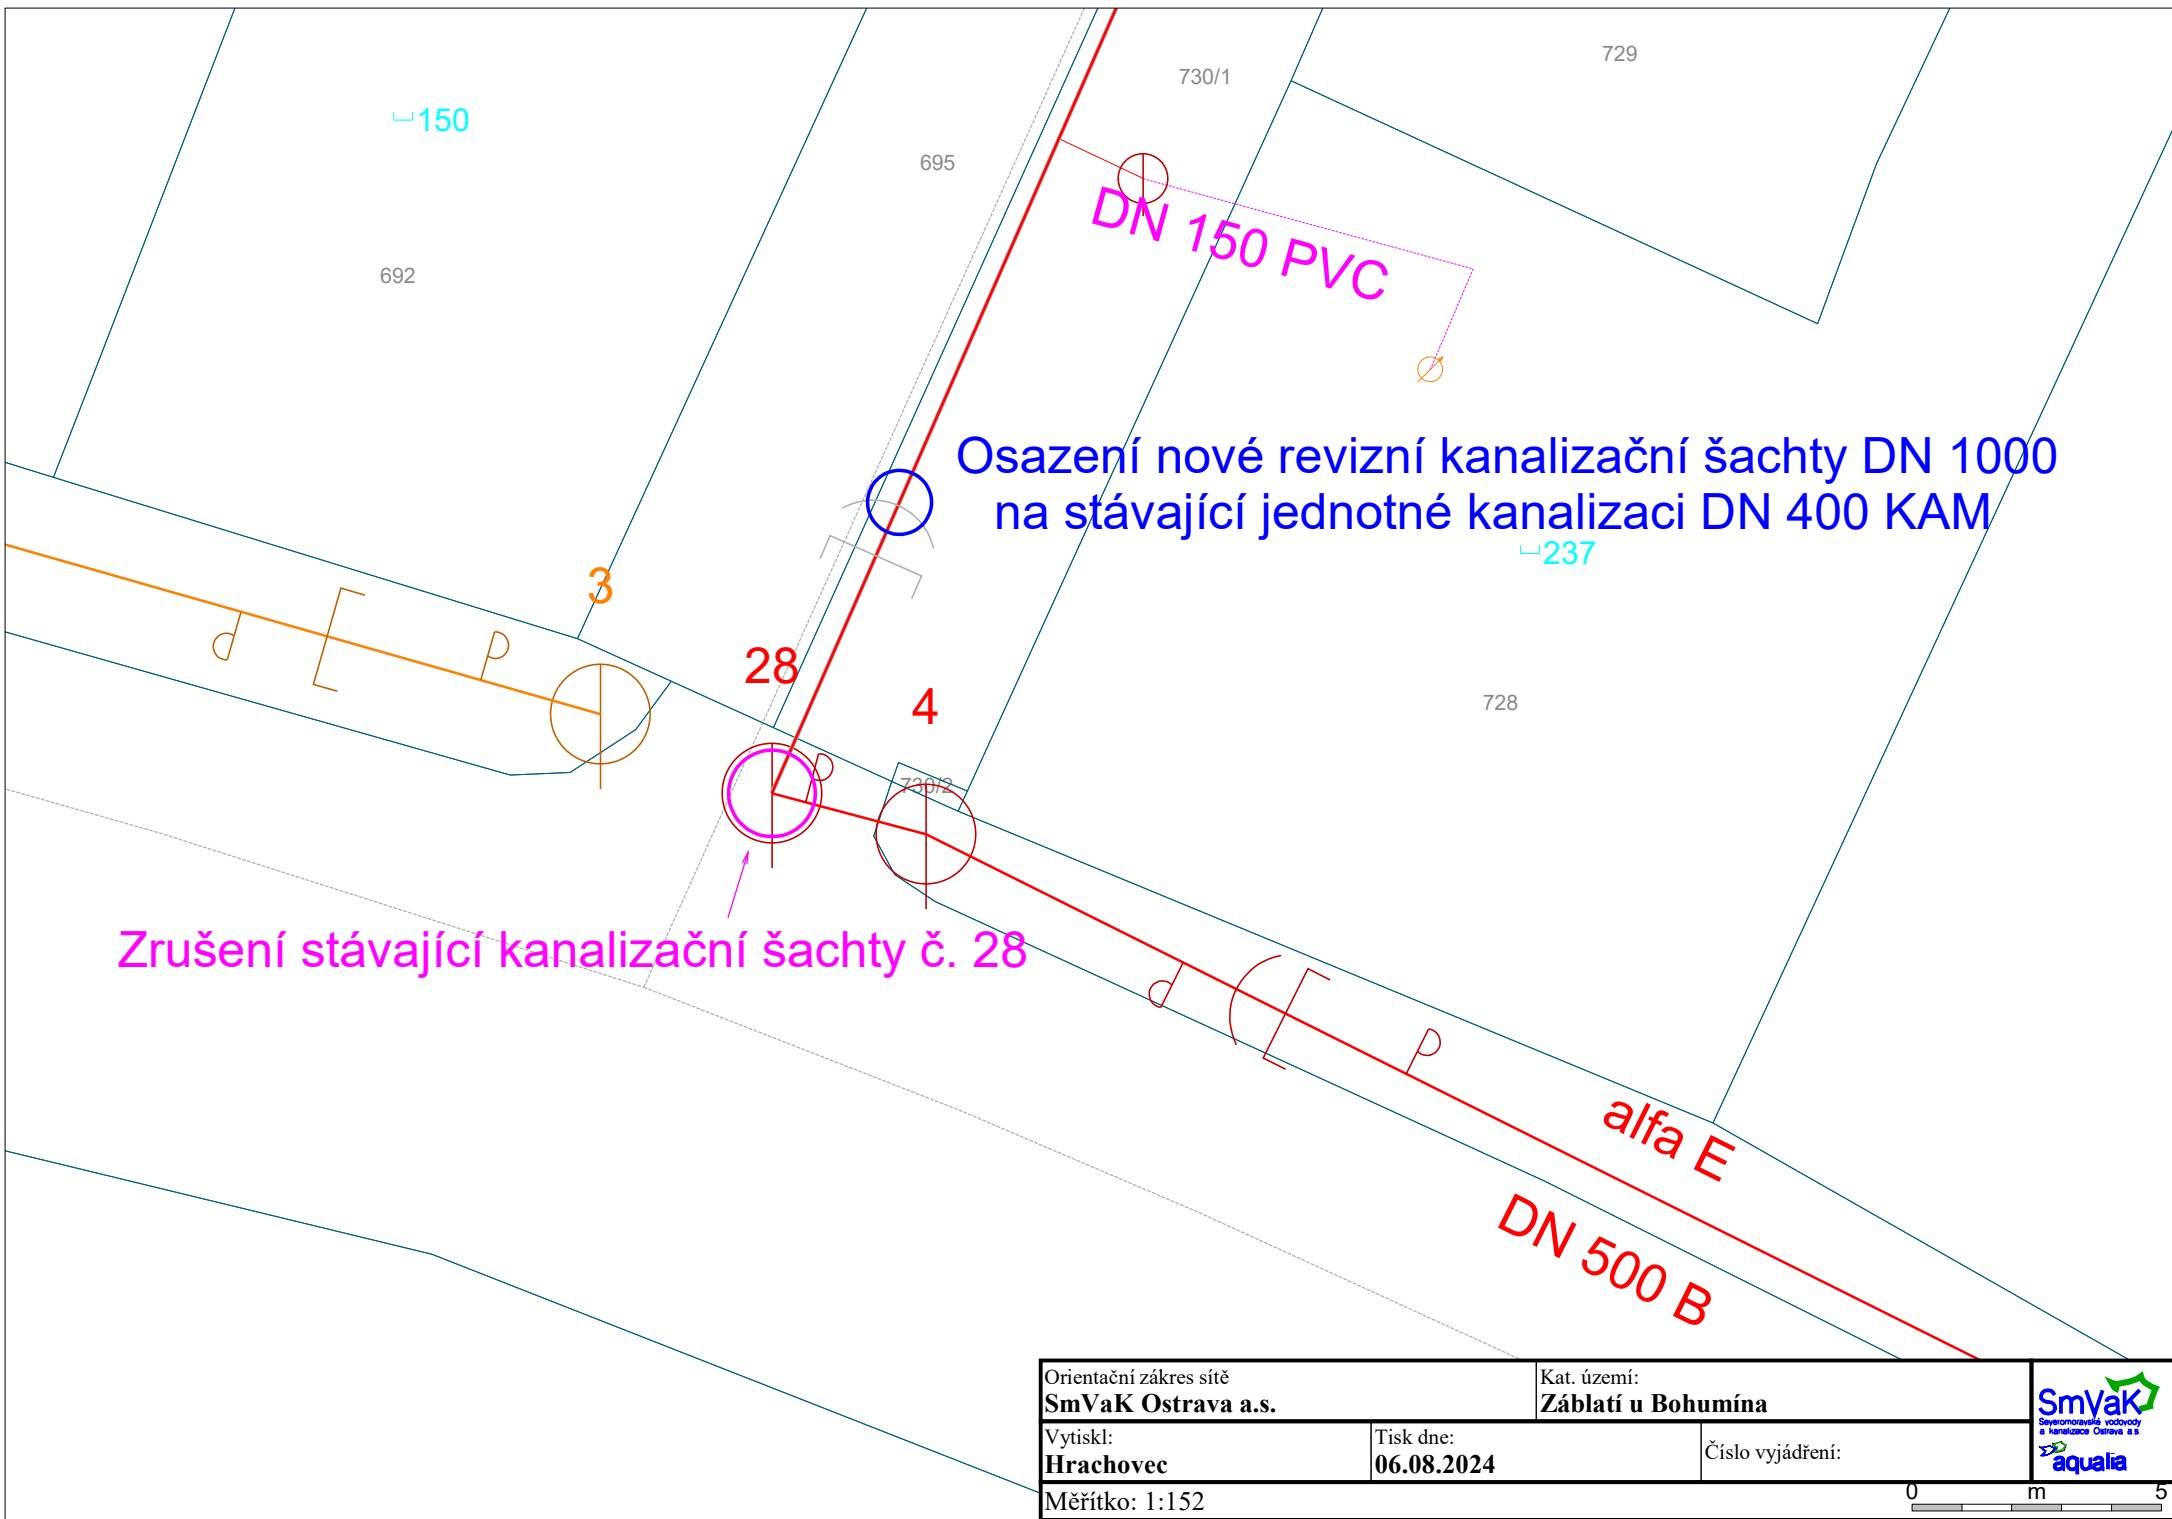 729
730/1
150
695
DN 150 PVC
692
Osazení nové revizní kanalizační šachty DN 1000
na stávající jednotné kanalizaci DN 400 KAM
237
3
28
4
728
730/2
Zrušení stávající kanalizační šachty č. 28
alfa E
DN 500 B
Orientační zákres sítě
SmVaK Ostrava a.s.
Kat. území:
Záblatí u Bohumína
Vytiskl:
Hrachovec
Tisk dne:
06.08.2024
Číslo vyjádření:
SmVaK
Severomoravské vodovody
a kanalizace Ostrava a.s.
aqualia
Měřítko: 1:152
0 m 5